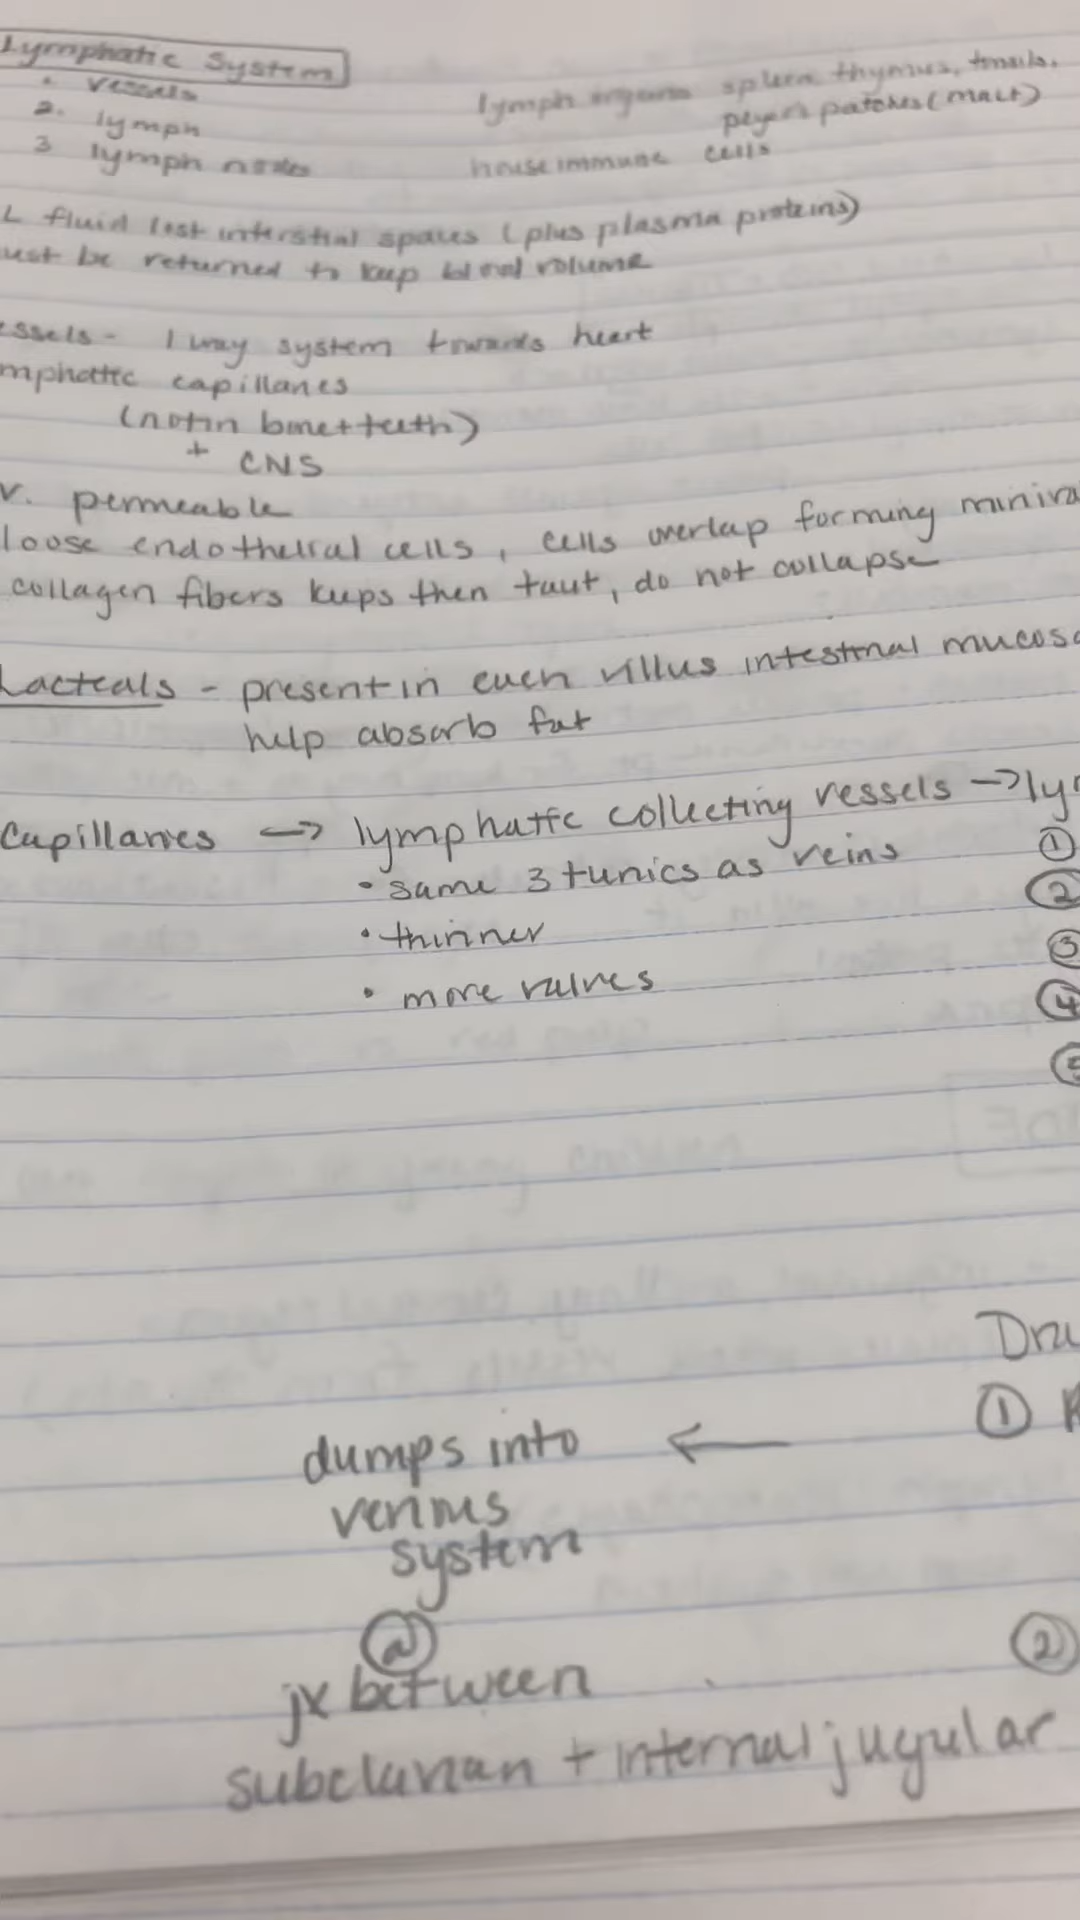 Lymphatic System
1. vessels
2. lymph
3 lymph nodes
lymph organs spleen, thymus, tonsils,
peyer's patches (MALT)
house immune cells
L fluid lost interstitial spaces (plus plasma proteins)
ust be returned to keep blood volume
essels - 1 way system towards heart
mphatic capillaries
(not in bone + teeth)
+ CNS
v. permeable
loose endothelial cells, cells overlap forming miniva
collagen fibers keeps then taut, do not collapse
Lacteals - present in each villus intestinal mucosa
help absorb fat
Capillaries → lymphatic collecting vessels → lym
• same 3 tunics as veins
• thinner
• more valves
①
②
③
④
⑤
Dra
① R
dumps into ←
venous
system
@
jx between
②
subclavian + internal jugular